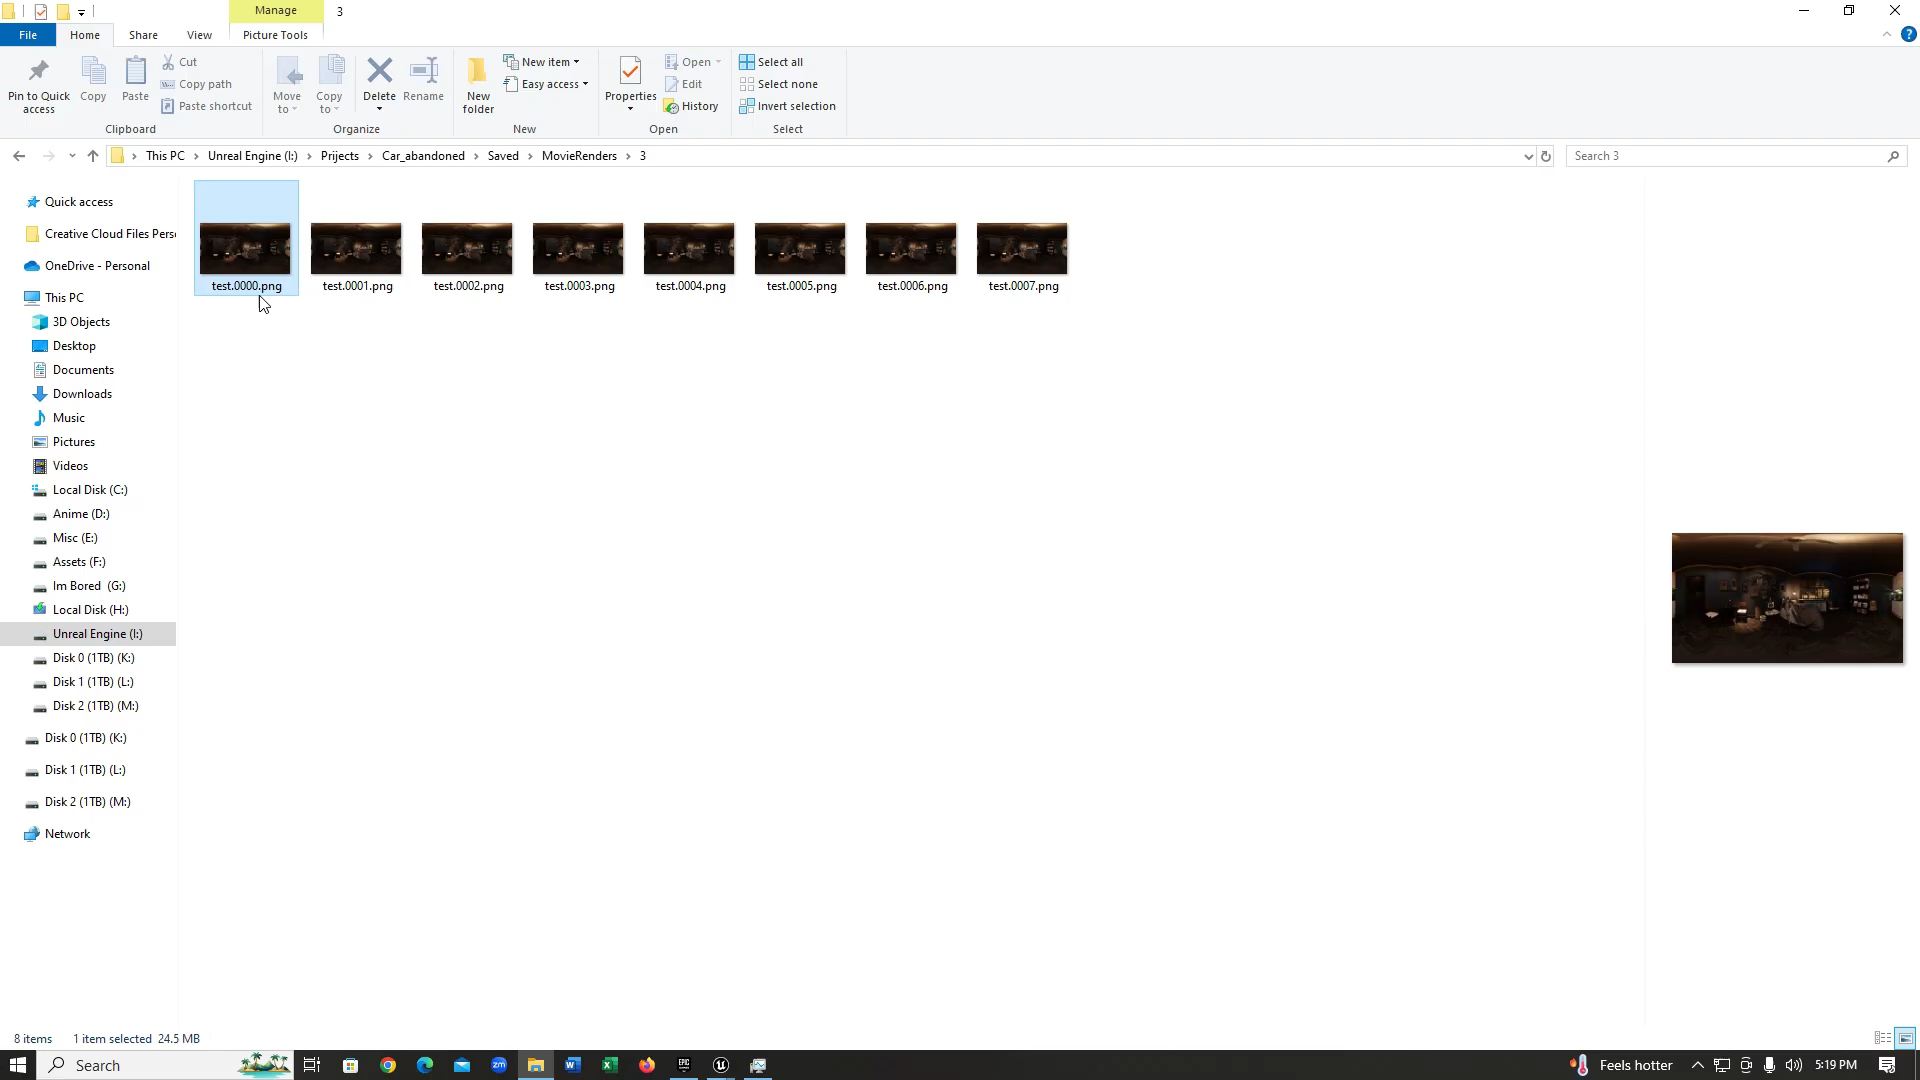 Manage
3
File
Home
Share
View
Picture Tools
Pin to Quick access
Copy
Paste
Cut
Copy path
Paste shortcut
Clipboard
Move to
Copy to
Delete
Rename
Organize
New folder
New item
Easy access
New
Properties
Open
Edit
History
Open
Select all
Select none
Invert selection
Select
This PC > Unreal Engine (I:) > Prijects > Car_abandoned > Saved > MovieRenders > 3
Search 3
Quick access
Creative Cloud Files Perso
OneDrive - Personal
This PC
3D Objects
Desktop
Documents
Downloads
Music
Pictures
Videos
Local Disk (C:)
Anime (D:)
Misc (E:)
Assets (F:)
Im Bored (G:)
Local Disk (H:)
Unreal Engine (I:)
Disk 0 (1TB) (K:)
Disk 1 (1TB) (L:)
Disk 2 (1TB) (M:)
Disk 0 (1TB) (K:)
Disk 1 (1TB) (L:)
Disk 2 (1TB) (M:)
Network
test.0000.png
test.0001.png
test.0002.png
test.0003.png
test.0004.png
test.0005.png
test.0006.png
test.0007.png
8 items
1 item selected 24.5 MB
Search
zm
EPIC
Feels hotter
5:19 PM